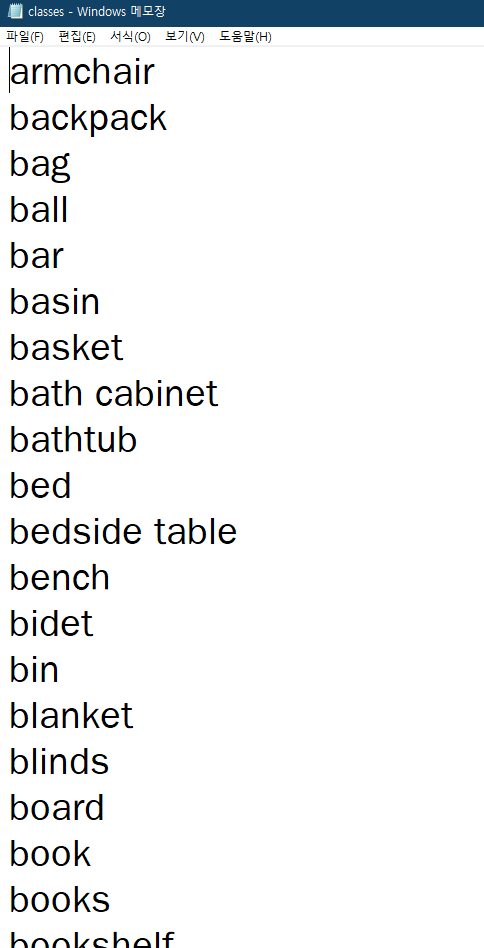 classes - Windows 메모장
파일(F) 편집(E) 서식(O) 보기(V) 도움말(H)
armchair
backpack
bag
ball
bar
basin
basket
bath cabinet
bathtub
bed
bedside table
bench
bidet
bin
blanket
blinds
board
book
books
bookshelf